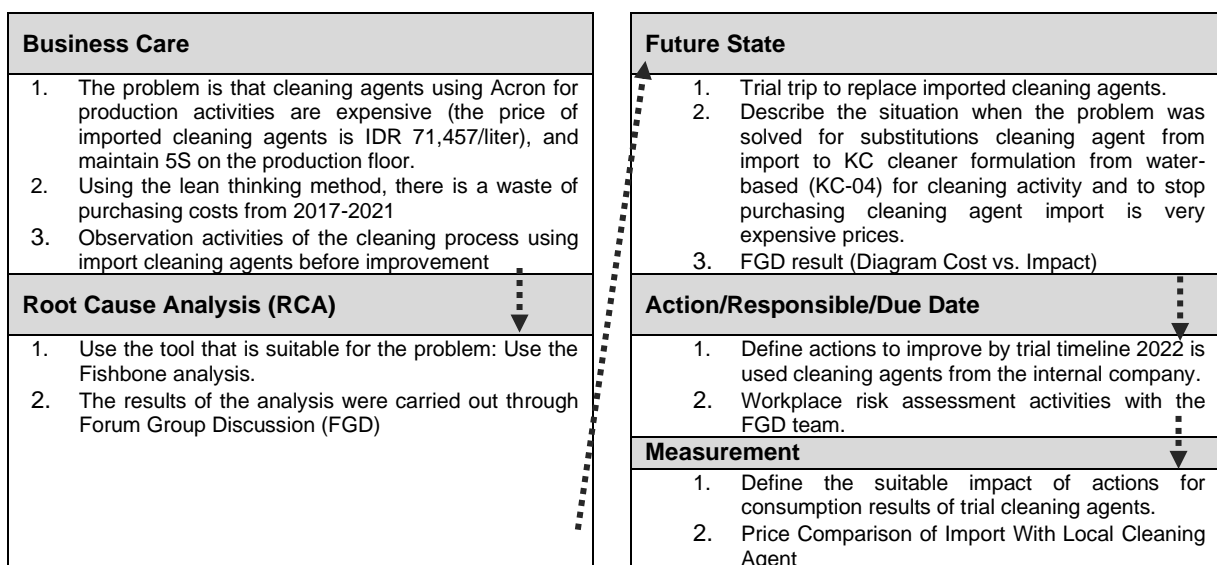 Business Care
1. The problem is that cleaning agents using Acron for
production activities are expensive (the price of
imported cleaning agents is IDR 71,457/liter), and
maintain 5S on the production floor.
2. Using the lean thinking method, there is a waste of
purchasing costs from 2017-2021
3. Observation activities of the cleaning process using
import cleaning agents before improvement
Root Cause Analysis (RCA)
1. Use the tool that is suitable for the problem: Use the
Fishbone analysis.
2. The results of the analysis were carried out through
Forum Group Discussion (FGD)
Future State
1. Trial trip to replace imported cleaning agents.
2. Describe the situation when the problem was
solved for substitutions cleaning agent from
import to KC cleaner formulation from water-
based (KC-04) for cleaning activity and to stop
purchasing cleaning agent import is very
expensive prices.
3. FGD result (Diagram Cost vs. Impact)
Action/Responsible/Due Date
1. Define actions to improve by trial timeline 2022 is
used cleaning agents from the internal company.
2. Workplace risk assessment activities with the
FGD team.
Measurement
1. Define the suitable impact of actions for
consumption results of trial cleaning agents.
2. Price Comparison of Import With Local Cleaning
Agent